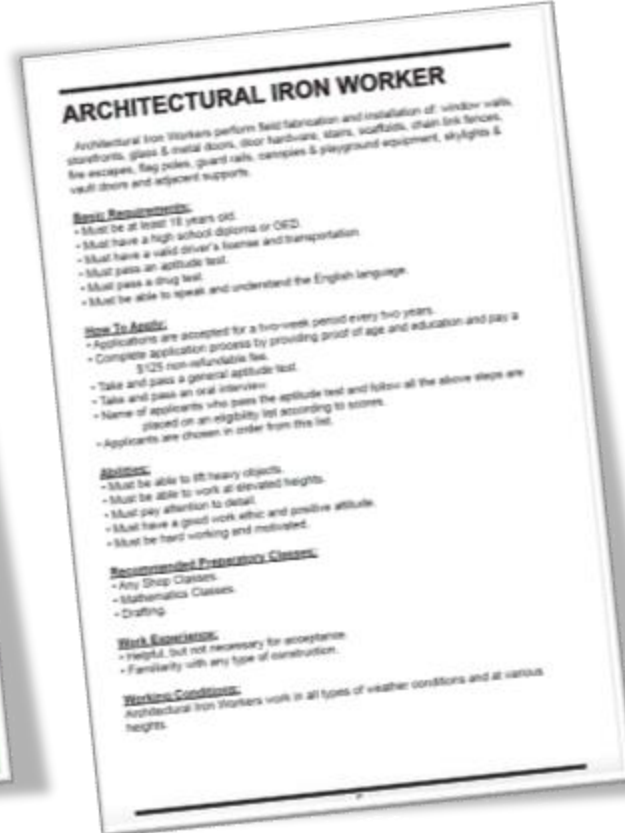 ARCHITECTURAL IRON WORKER
Architectural Iron Workers perform field fabrication and installation of: window walls,
storefronts, glass & metal doors, door hardware, stairs, scaffolds, chain link fences,
fire escapes, flag poles, guard rails, canopies & playground equipment, skylights &
vault doors and adjacent supports.
Basic Requirements:
• Must be at least 18 years old.
• Must have a high school diploma or GED.
• Must have a valid driver's license and transportation.
• Must pass an aptitude test.
• Must pass a drug test.
• Must be able to speak and understand the English language.
How To Apply:
• Applications are accepted for a two-week period every two years.
• Complete application process by providing proof of age and education and pay a
$125 non-refundable fee.
• Take and pass a general aptitude test.
• Take and pass an oral interview.
• Name of applicants who pass the aptitude test and follow all the above steps are
placed on an eligibility list according to scores.
• Applicants are chosen in order from this list.
Abilities:
• Must be able to lift heavy objects.
• Must be able to work at elevated heights.
• Must pay attention to detail.
• Must have a good work ethic and positive attitude.
• Must be hard working and motivated.
Recommended Preparatory Classes:
• Any Shop Classes.
• Mathematics Classes.
• Drafting.
Work Experience:
• Helpful, but not necessary for acceptance.
• Familiarity with any type of construction.
Working Conditions:
Architectural Iron Workers work in all types of weather conditions and at various
heights.